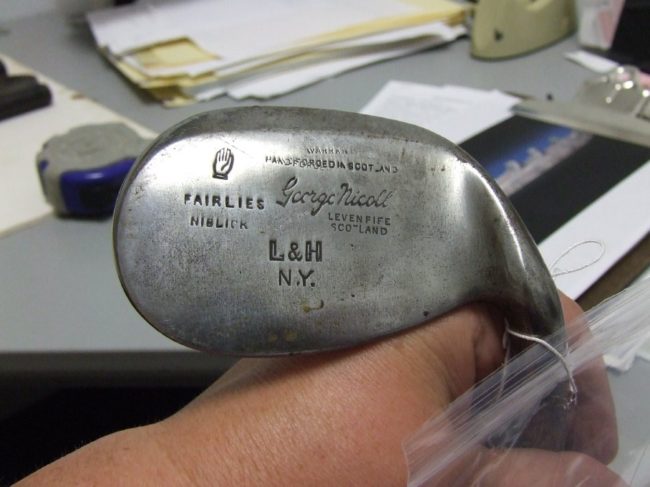 WARRANTED
HAND FORGED IN SCOTLAND
George Nicoll
LEVEN FIFE
SCOTLAND
FAIRLIES
NIBLICK
L & H
N.Y.